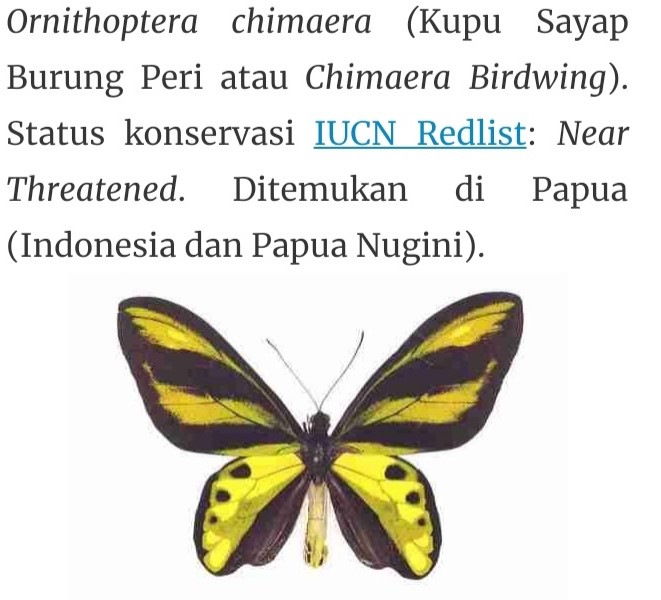 Ornithoptera chimaera (Kupu Sayap
Burung Peri atau Chimaera Birdwing).
Status konservasi IUCN Redlist: Near
Threatened. Ditemukan di Papua
(Indonesia dan Papua Nugini).